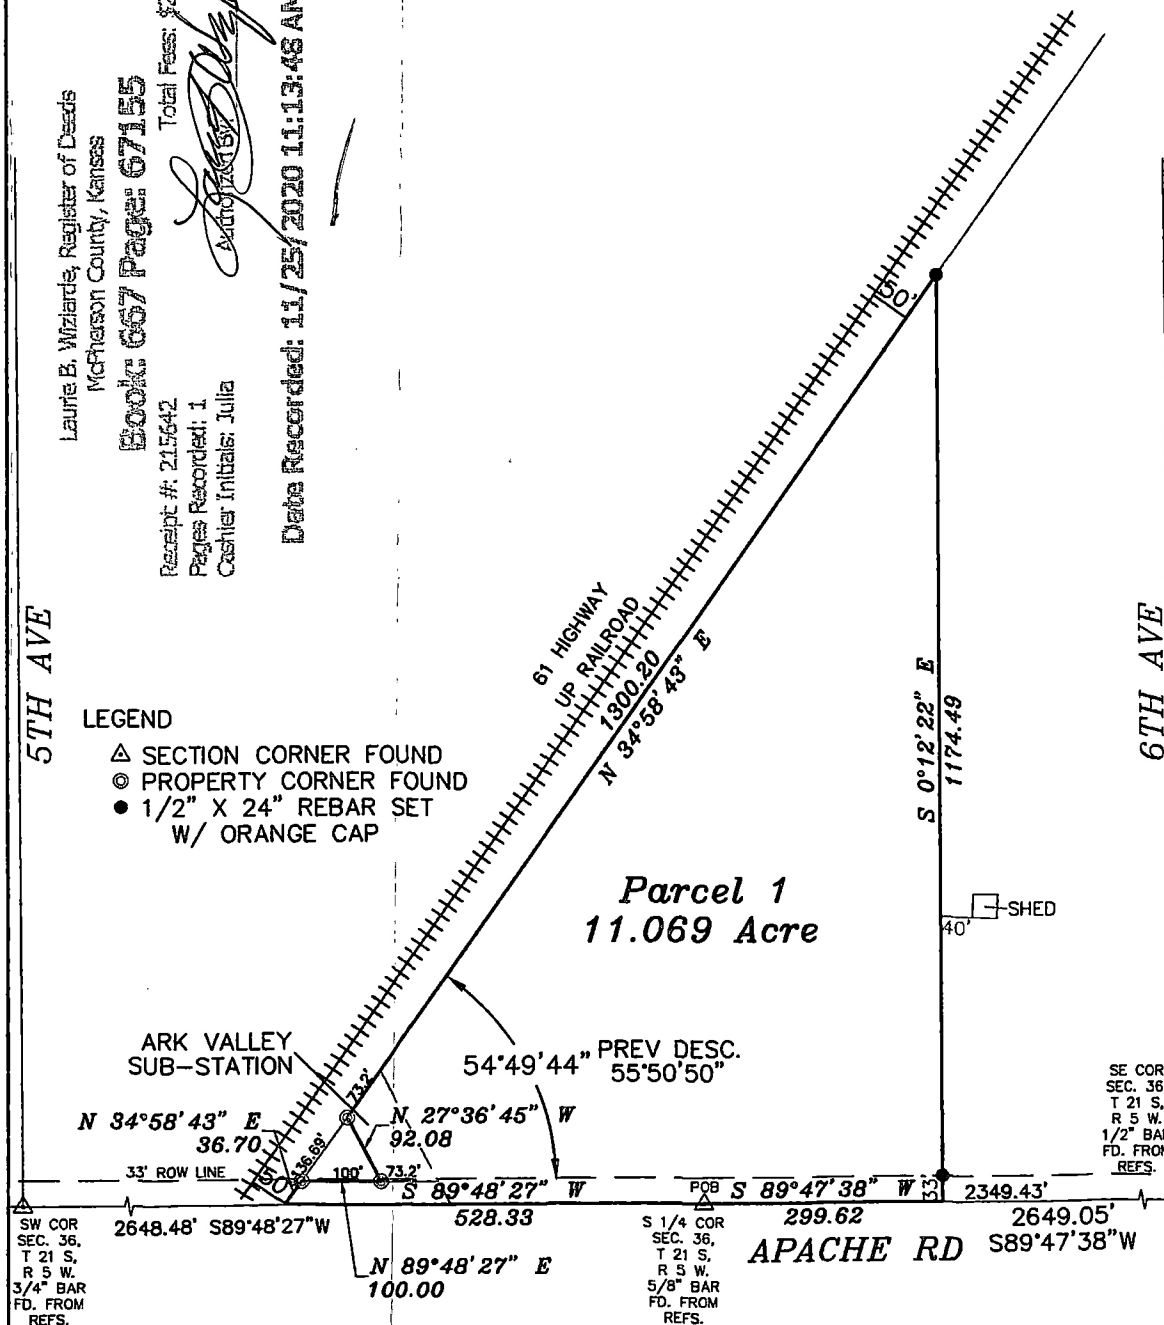 Laurie B. Wiziarde, Register of Deeds
McPherson County, Kansas
Book: 667 Page: 67155
Receipt #: 215642
Total Fees: $2
Pages Recorded: 1
Cashier Initials: Julia
Authorized By:
Date Recorded: 11/25/2020 11:13:48 AM
5TH AVE
6TH AVE
LEGEND
SECTION CORNER FOUND
PROPERTY CORNER FOUND
1/2" X 24" REBAR SET
W/ ORANGE CAP
50'
61 HIGHWAY
UP RAILROAD
1300.20
N 34°58'43" E
S 0°12'22" E
1174.49
Parcel 1
11.069 Acre
SHED
40'
ARK VALLEY
SUB-STATION
54°49'44"
PREV DESC.
55°50'50"
73.2'
N 34°58'43" E
36.70
N 27°36'45" W
92.08
136.69'
33' ROW LINE
50'
100'
73.2'
S 89°48'27" W
528.33
POB
S 89°47'38" W
299.62
33'
2349.43'
2649.05'
S89°47'38"W
2648.48' S89°48'27"W
N 89°48'27" E
100.00
APACHE RD
SW COR
SEC. 36,
T 21 S,
R 5 W.
3/4" BAR
FD. FROM
REFS.
S 1/4 COR
SEC. 36,
T 21 S,
R 5 W.
5/8" BAR
FD. FROM
REFS.
SE COR
SEC. 36
T 21 S,
R 5 W.
1/2" BAR
FD. FROM
REFS.